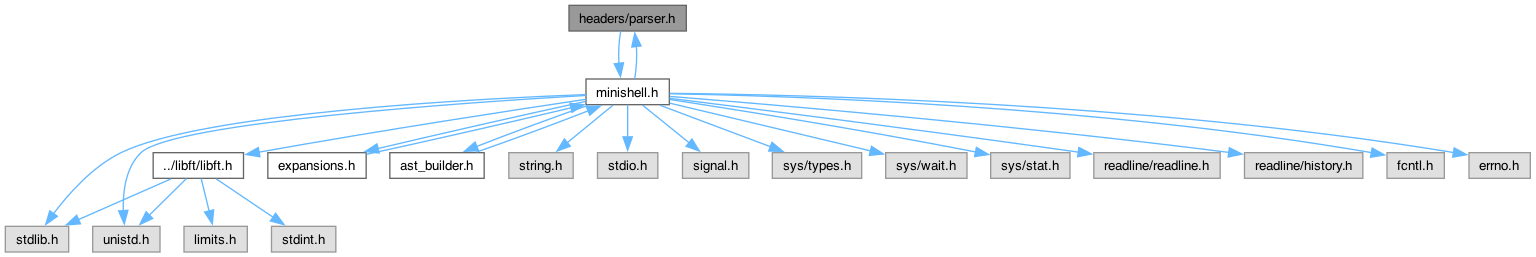 headers/parser.h
minishell.h
../libft/libft.h
expansions.h
ast_builder.h
string.h
stdio.h
signal.h
sys/types.h
sys/wait.h
sys/stat.h
readline/readline.h
readline/history.h
fcntl.h
errno.h
stdlib.h
unistd.h
limits.h
stdint.h